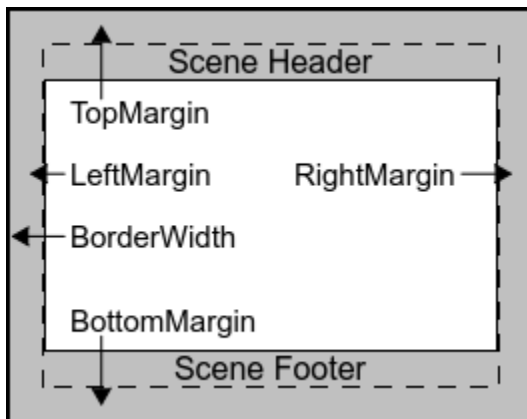 Scene Header
TopMargin
LeftMargin RightMargin
BorderWidth
BottomMargin
Scene Footer